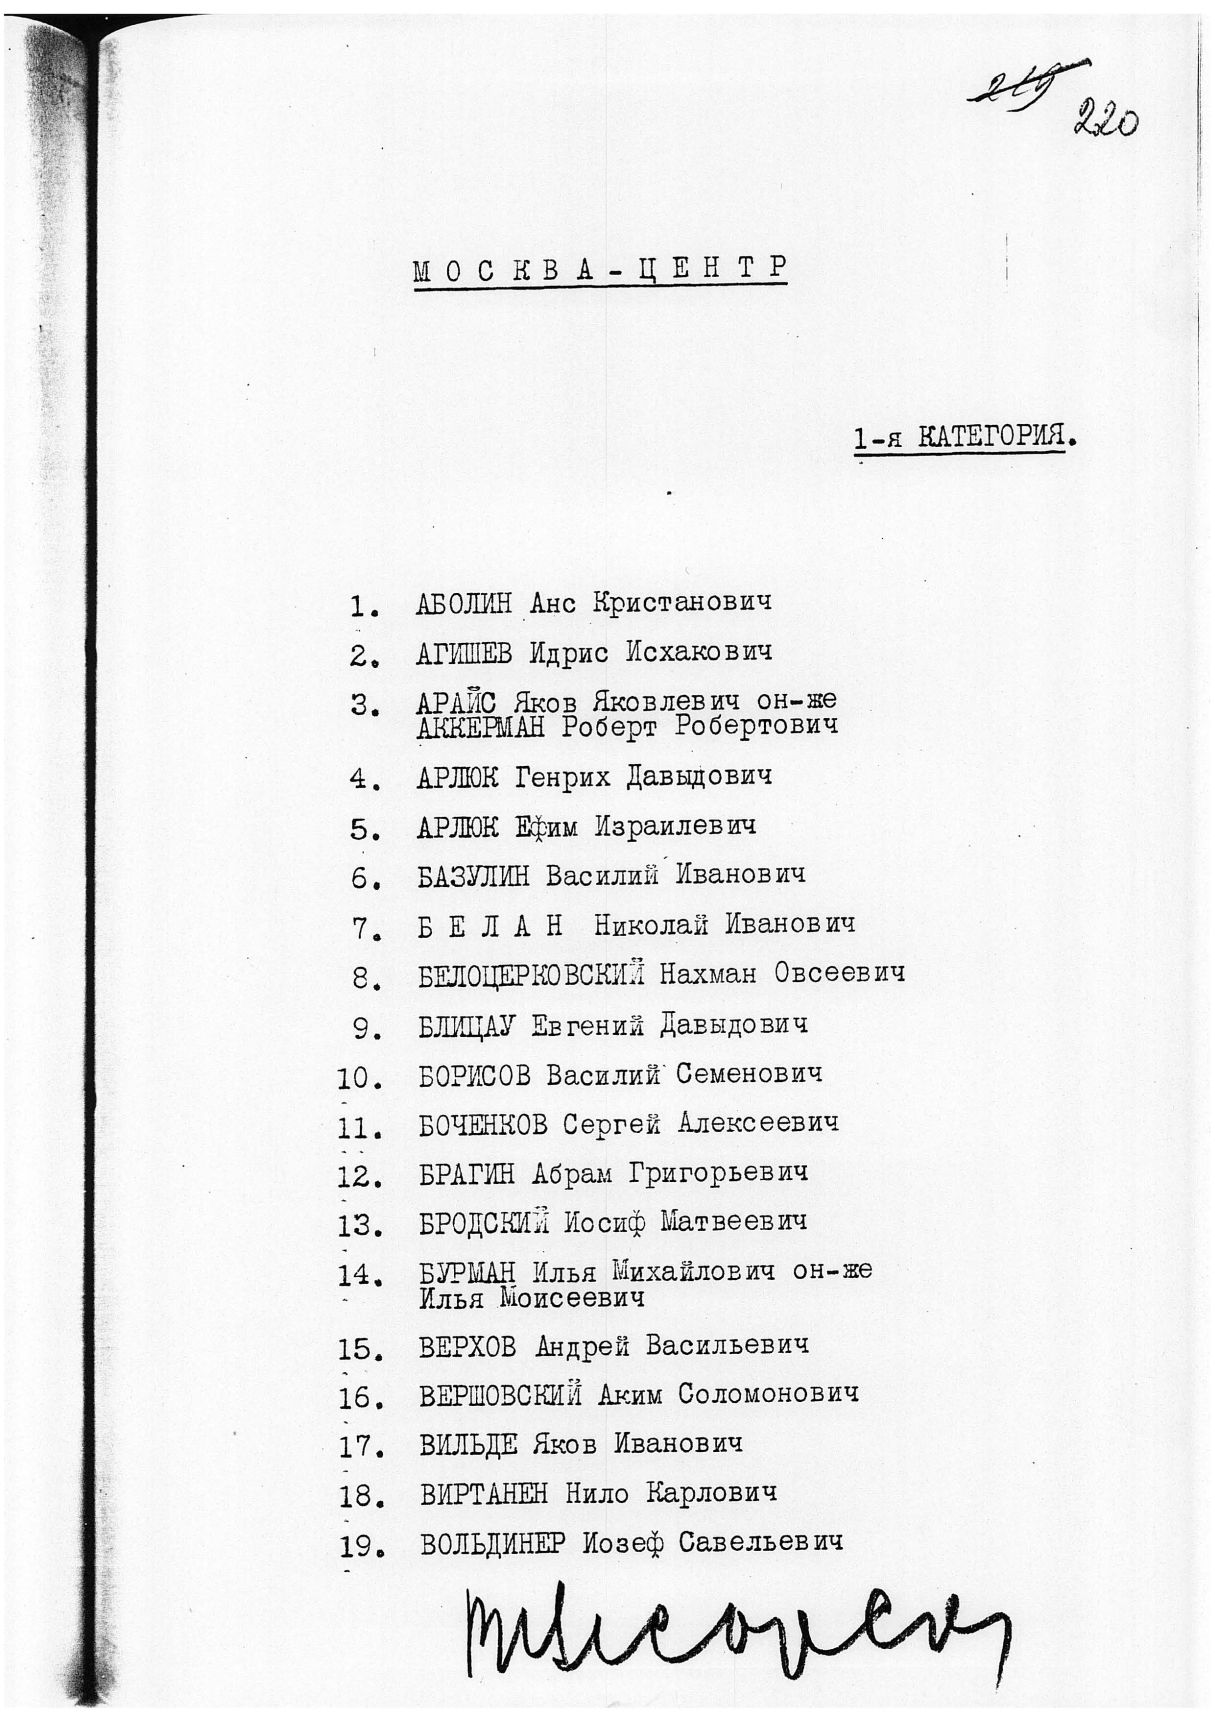 219
220
МОСКВА-ЦЕНТР
1-я КАТЕГОРИЯ.
1. АБОЛИН Анс Кристанович
2. АГИШЕВ Идрис Исхакович
3. АРАЙС Яков Яковлевич он-же
АККЕРМАН Роберт Робертович
4. АРЛЮК Генрих Давыдович
5. АРЛЮК Ефим Израилевич
6. БАЗУЛИН Василий Иванович
7. Б Е Л А Н Николай Иванович
8. БЕЛОЦЕРКОВСКИЙ Нахман Овсеевич
9. БЛИЦАУ Евгений Давыдович
10. БОРИСОВ Василий Семенович
11. БОЧЕНКОВ Сергей Алексеевич
12. БРАГИН Абрам Григорьевич
13. БРОДСКИЙ Иосиф Матвеевич
14. БУРМАН Илья Михайлович он-же
Илья Моисеевич
15. ВЕРХОВ Андрей Васильевич
16. ВЕРШОВСКИЙ Аким Соломонович
17. ВИЛЬДЕ Яков Иванович
18. ВИРТАНЕН Нило Карлович
19. ВОЛЬДИНЕР Иозеф Савельевич